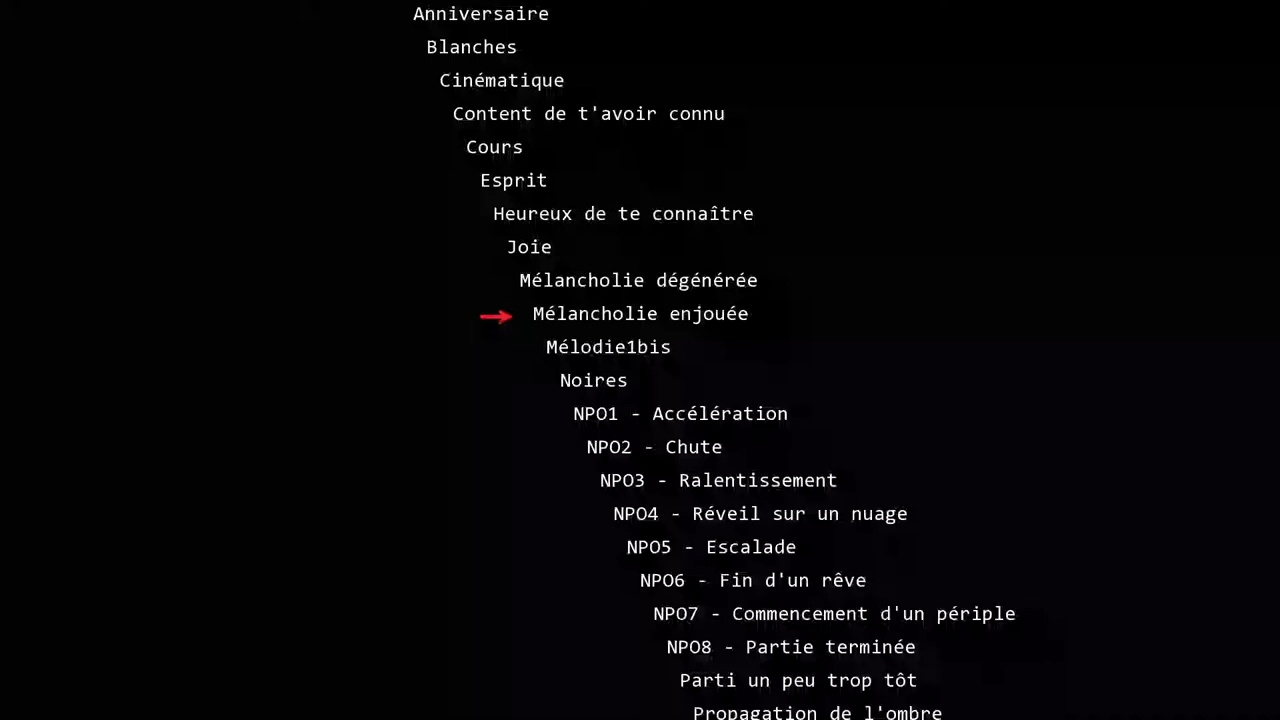 Anniversaire
Blanches
Cinématique
Content de t'avoir connu
Cours
Esprit
Heureux de te connaître
Joie
Mélancholie dégénérée
Mélancholie enjouée
Mélodie1bis
Noires
NPO1 - Accélération
NPO2 - Chute
NPO3 - Ralentissement
NPO4 - Réveil sur un nuage
NPO5 - Escalade
NPO6 - Fin d'un rêve
NPO7 - Commencement d'un périple
NPO8 - Partie terminée
Parti un peu trop tôt
Propagation de l'ombre